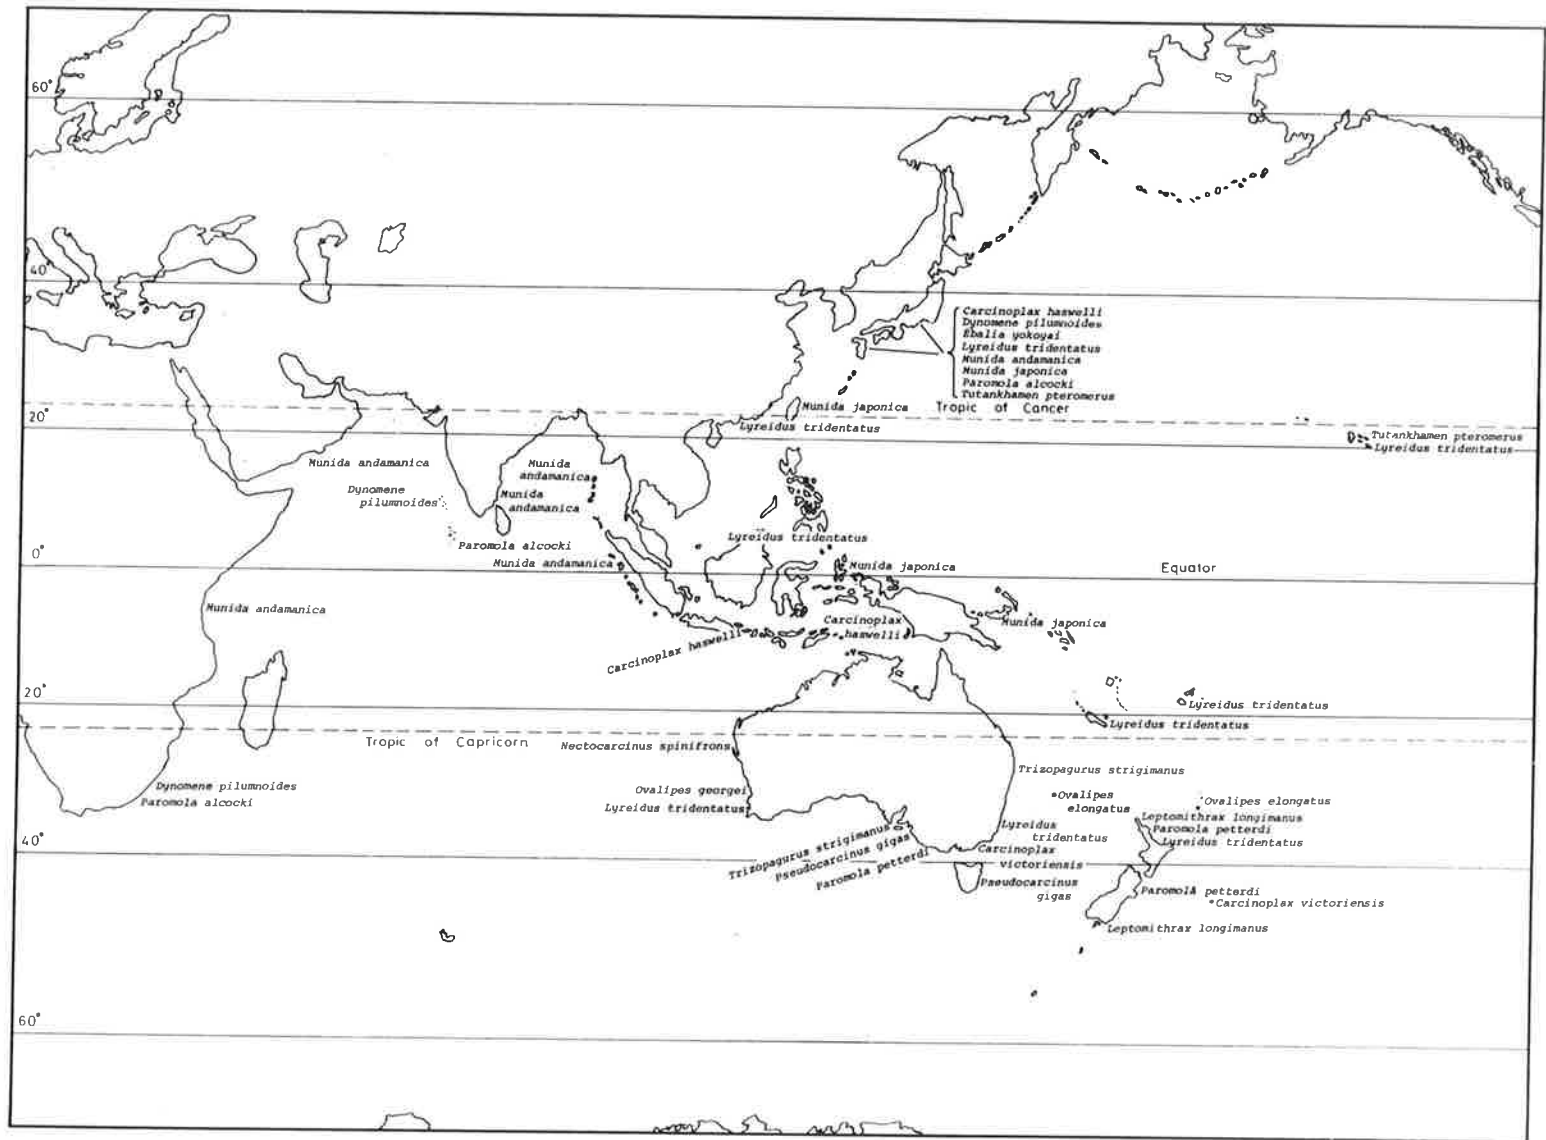 60°
40°
Carcinoplax haswelli
Dynomene pilumnoides
Ebalia yokoyai
Lyreidus tridentatus
Munida andamanica
Munida japonica
Paromola alcocki
Tutankhamen pteromerus
Munida japonica
Tropic of Cancer
20°
Lyreidus tridentatus
Tutankhamen pteromerus
Lyreidus tridentatus
Munida andamanica
Munida
andamanica
Dynomene
pilumnoides
Munida
andamanica
Paromola alcocki
Lyreidus tridentatus
0°
Munida andamanica
Munida japonica
Equator
Munida andamanica
Carcinoplax
haswelli
Munida japonica
Carcinoplax haswelli
20°
Lyreidus tridentatus
Lyreidus tridentatus
Tropic of Capricorn
Nectocarcinus spinifrons
Trizopagurus strigimanus
Dynomene pilumnoides
Paromola alcocki
Ovalipes georgei
Lyreidus tridentatus
Ovalipes
elongatus
Ovalipes elongatus
Leptomithrax longimanus
Paromola petterdi
Lyreidus tridentatus
Lyreidus
tridentatus
40°
Trizopagurus strigimanus
Pseudocarcinus gigas
Paromola petterdi
Carcinoplax
victoriensis
Pseudocarcinus
gigas
Paromola petterdi
Carcinoplax victoriensis
Leptomithrax longimanus
60°